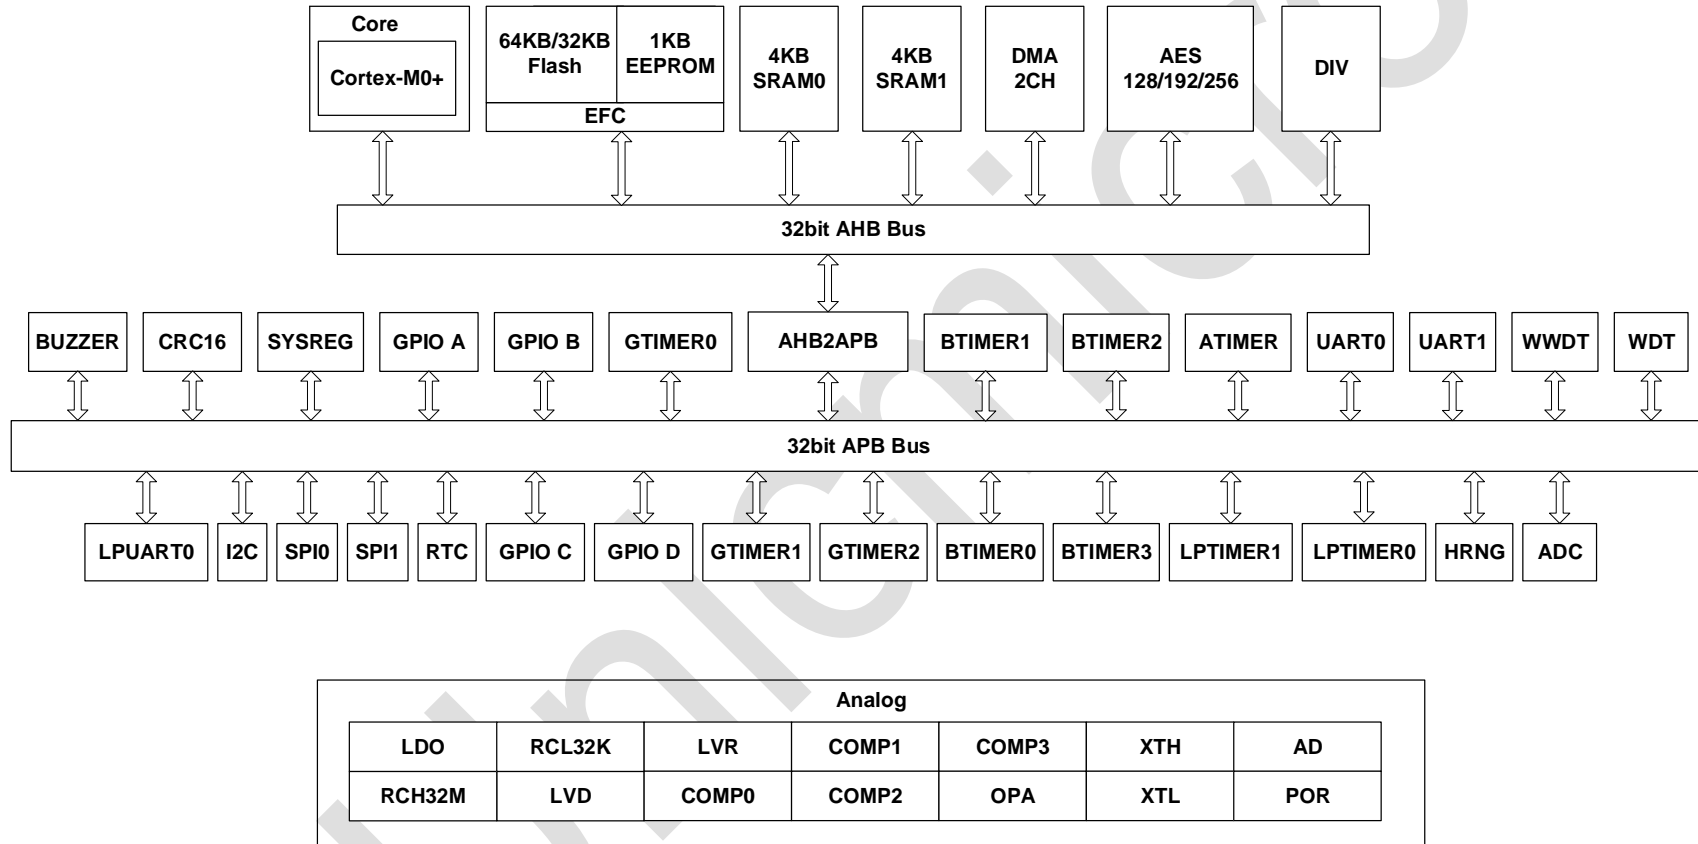 Core
Cortex-M0+
64KB/32KB
Flash
1KB
EEPROM
EFC
4KB
SRAM0
4KB
SRAM1
DMA
2CH
AES
128/192/256
DIV
32bit AHB Bus
BUZZER
CRC16
SYSREG
GPIO A
GPIO B
GTIMER0
AHB2APB
BTIMER1
BTIMER2
ATIMER
UART0
UART1
WWDT
WDT
32bit APB Bus
LPUART0
I2C
SPI0
SPI1
RTC
GPIO C
GPIO D
GTIMER1
GTIMER2
BTIMER0
BTIMER3
LPTIMER1
LPTIMER0
HRNG
ADC
Analog
LDO
RCL32K
LVR
COMP1
COMP3
XTH
AD
RCH32M
LVD
COMP0
COMP2
OPA
XTL
POR